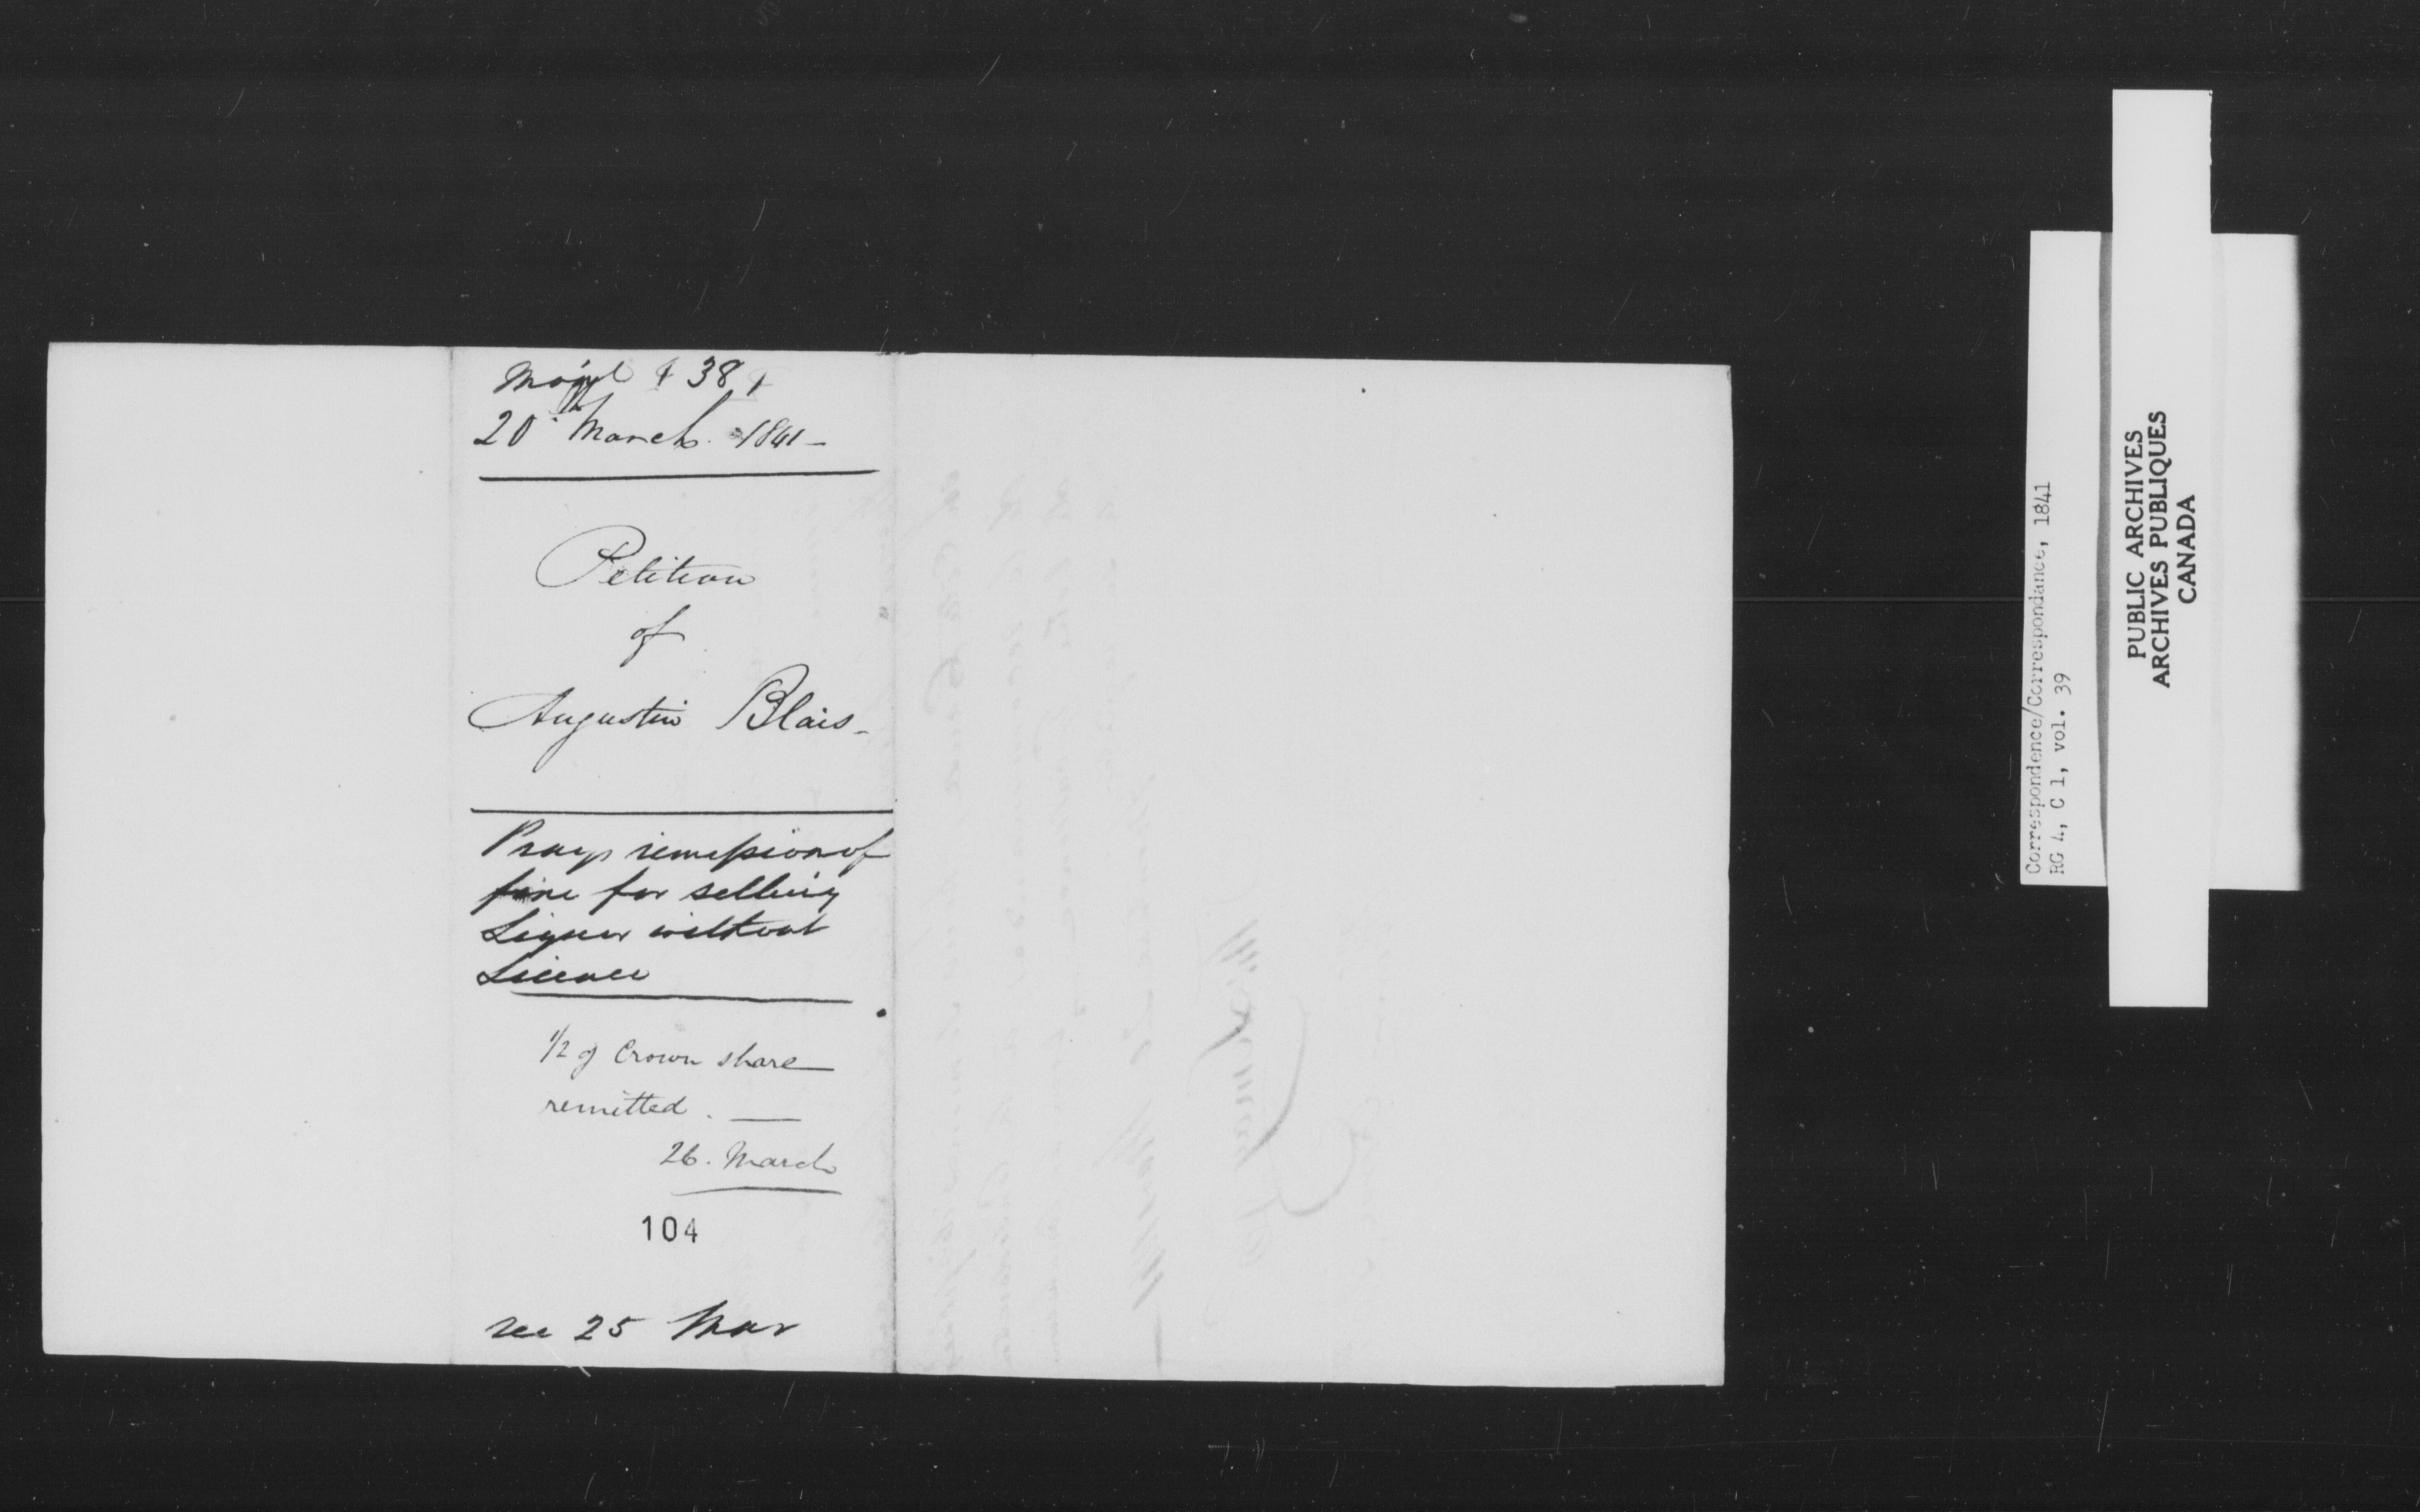 38
20th March 1841 -
Petition
of
Augustin Blais -
Prays remission of
fine for selling
Liquor without
Licence
1/2 of Crown share
remitted.
26. March
104
rec 25 Mar
Correspondence/Correspondance, 1841
RG 4, C 1, vol. 39
PUBLIC ARCHIVES
ARCHIVES PUBLIQUES
CANADA